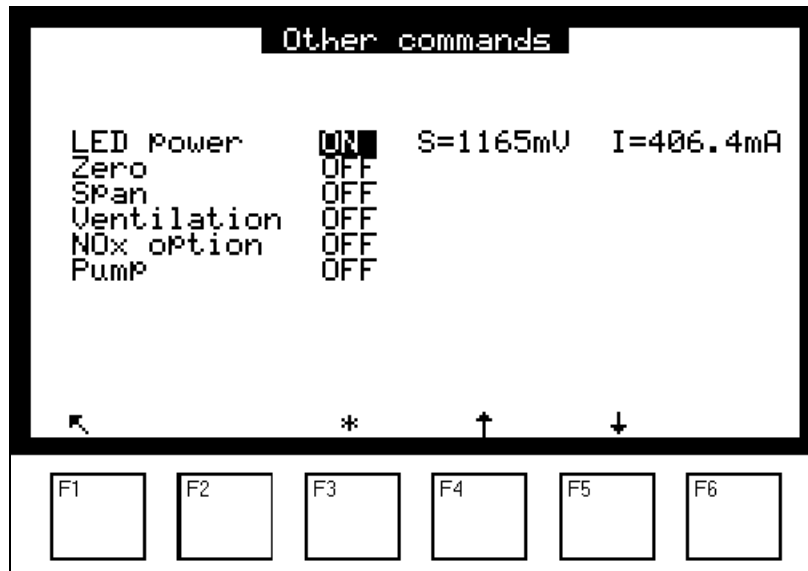 Other commands
LED power ON S=1165mV I=406.4mA
Zero OFF
Span OFF
Ventilation OFF
NOx option OFF
Pump OFF
↖ * ↑ ↓
F1 F2 F3 F4 F5 F6